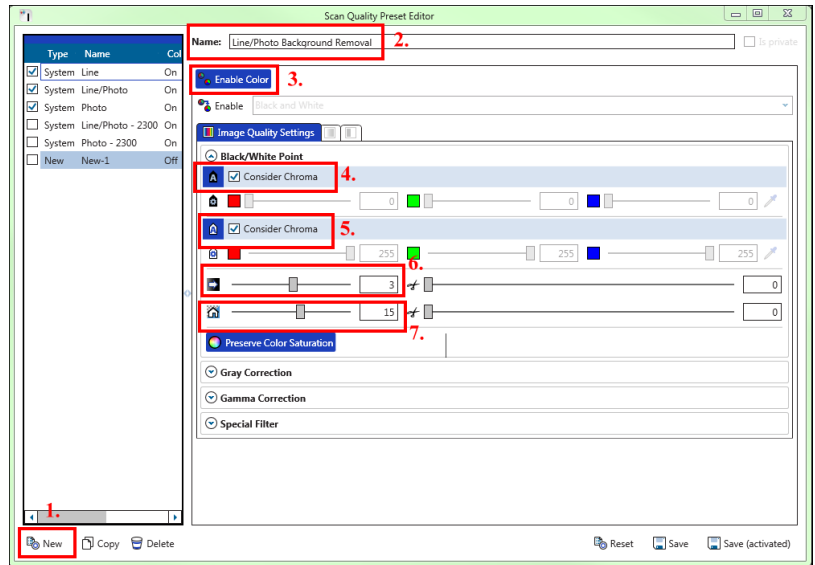 Scan Quality Preset Editor
Name: Line/Photo Background Removal 2. Is private
Type Name Col
System Line On
System Line/Photo On
System Photo On
System Line/Photo - 2300 On
System Photo - 2300 On
New New-1 Off
Enable Color 3.
Enable Black and White
Image Quality Settings
Black/White Point
A Consider Chroma 4.
0 0 0
Consider Chroma 5.
255 255 255
6.
3 0
15 0
7.
Preserve Color Saturation
Gray Correction
Gamma Correction
Special Filter
1.
New Copy Delete Reset Save Save (activated)